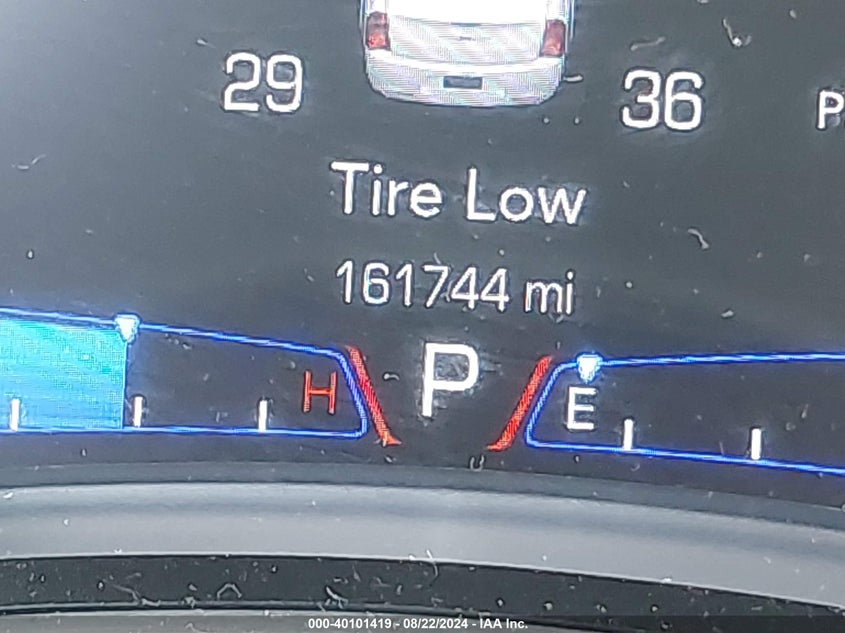 29
36
P
Tire Low
161744 mi
H
P
E
000-40101419 - 08/22/2024 - IAA Inc.